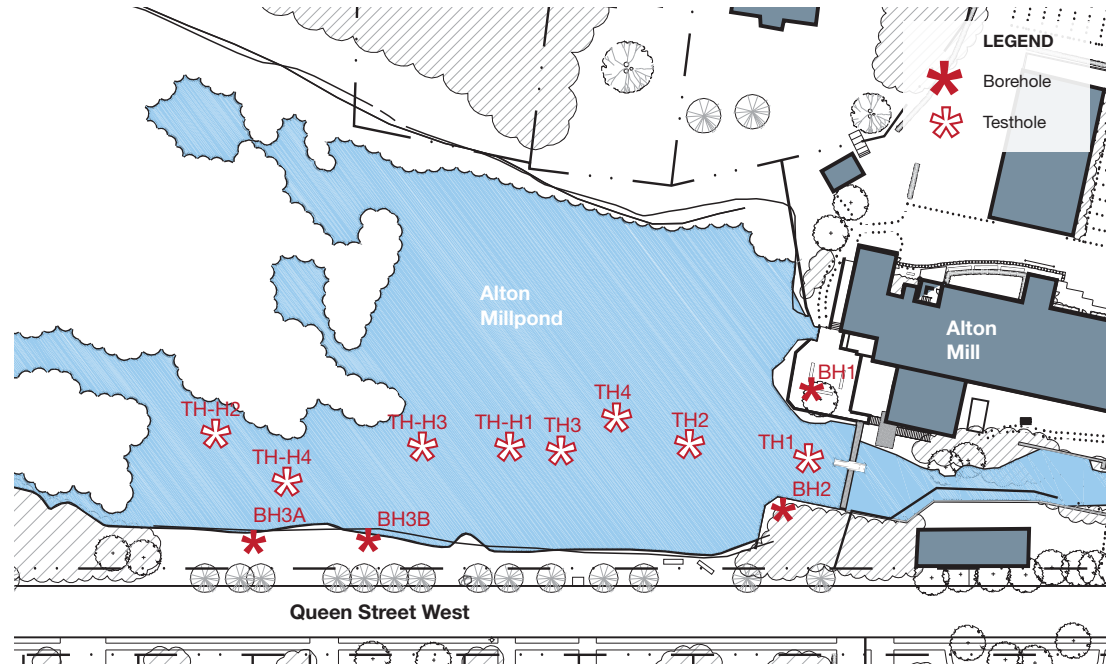 LEGEND
Borehole
Testhole
Alton
Millpond
Alton
Mill
BH1
TH4
TH-H2
TH-H3
TH-H1
TH3
TH2
TH1
TH-H4
BH2
BH3A
BH3B
Queen Street West